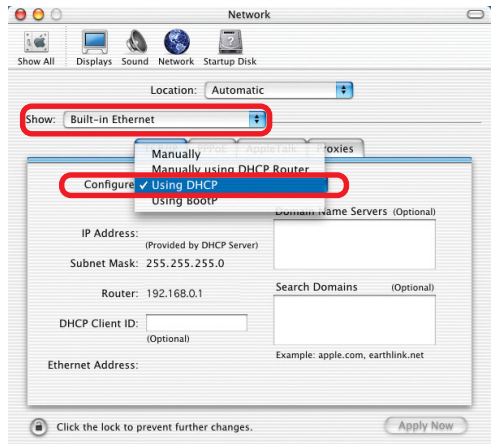 Network
Show All Displays Sound Network Startup Disk
Location: Automatic
Show: Built-in Ethernet
PPPoE AppleTalk Proxies
Manually
Manually using DHCP Router
Configure ✓ Using DHCP
Using BootP
Domain Name Servers (Optional)
IP Address:
(Provided by DHCP Server)
Subnet Mask: 255.255.255.0
Router: 192.168.0.1
Search Domains (Optional)
DHCP Client ID:
(Optional)
Example: apple.com, earthlink.net
Ethernet Address:
Click the lock to prevent further changes.
Apply Now